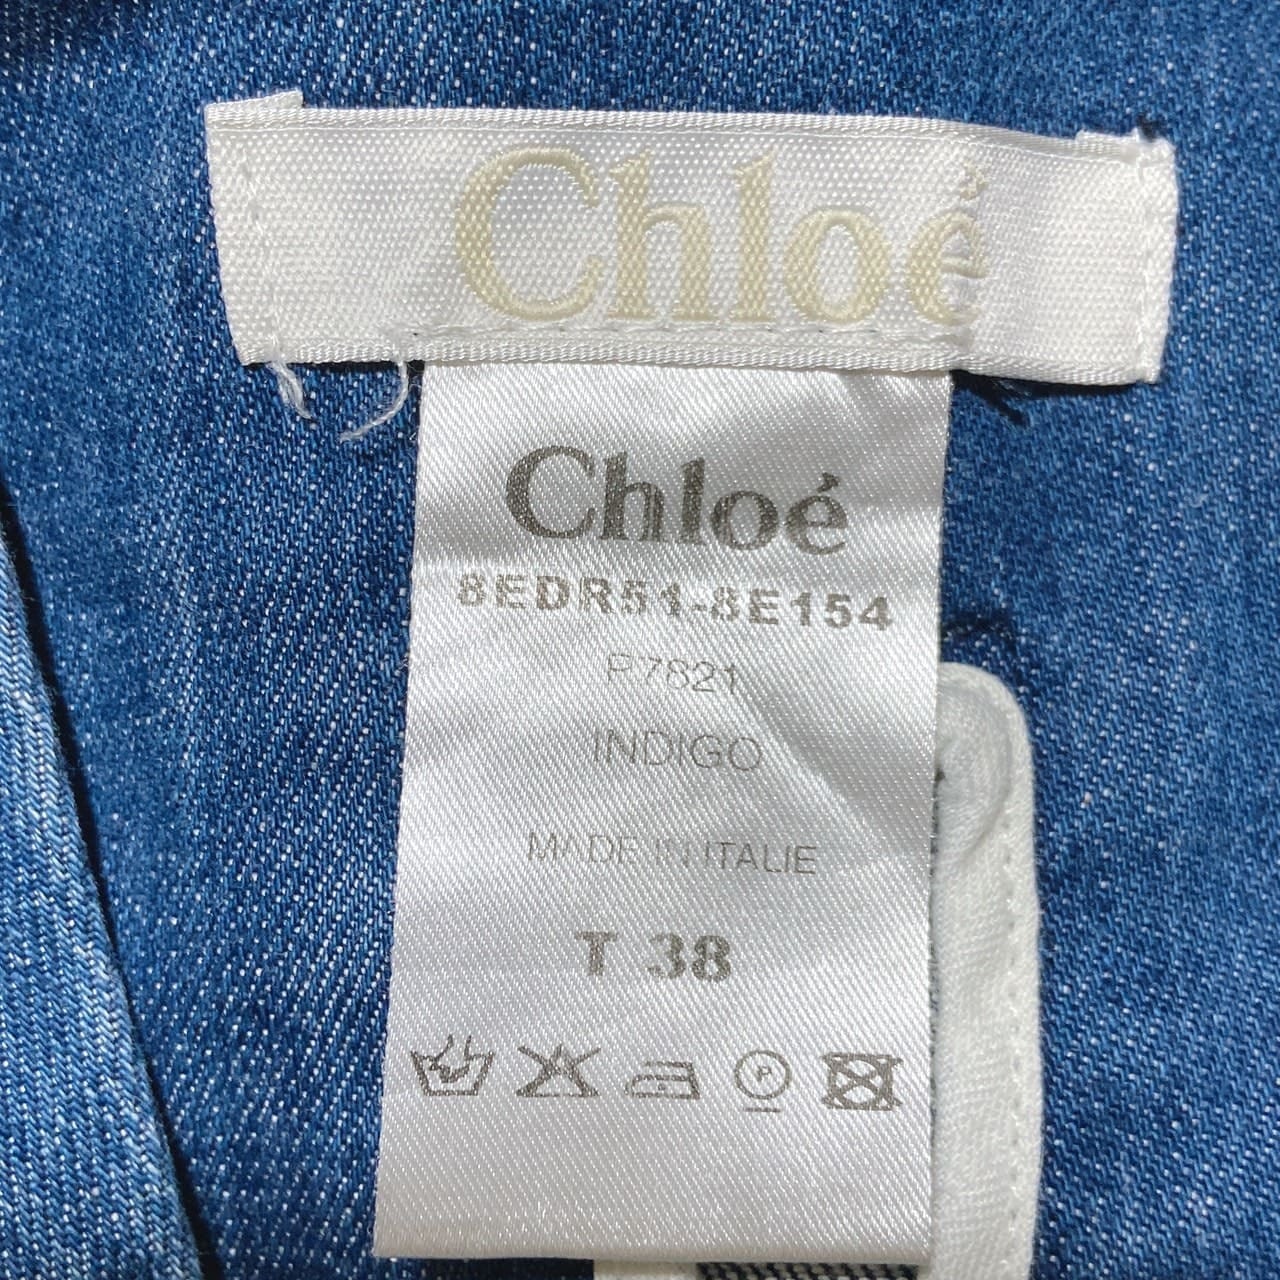 Chloé
Chloé
8EDR51-8E154
P7821
INDIGO
MADE IN ITALIE
T 38
P